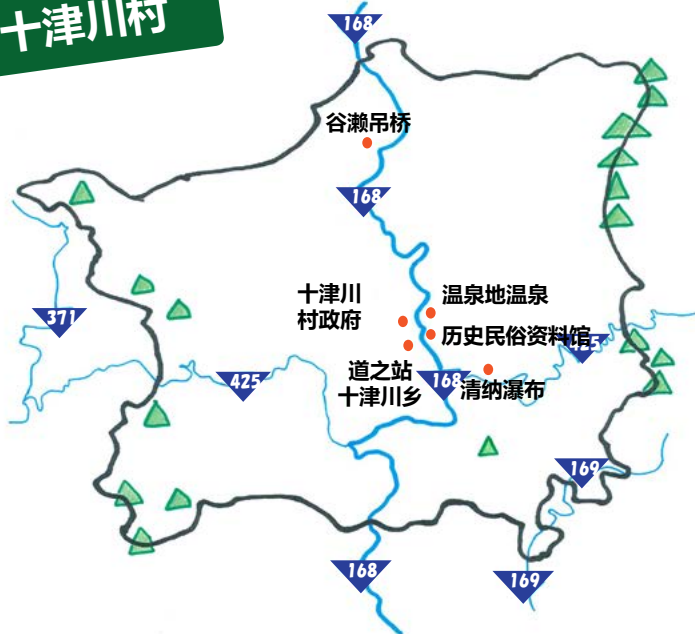 十津川村
168
谷濑吊桥
168
十津川
村政府
温泉地温泉
历史民俗资料馆
371
425
道之站
十津川乡
425
168
清纳瀑布
169
168
169